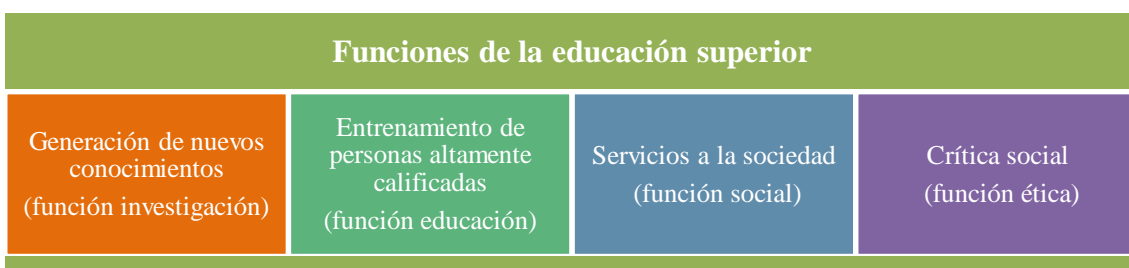 Funciones de la educación superior
Generación de nuevos
conocimientos
(función investigación)
Entrenamiento de
personas altamente
calificadas
(función educación)
Servicios a la sociedad
(función social)
Crítica social
(función ética)